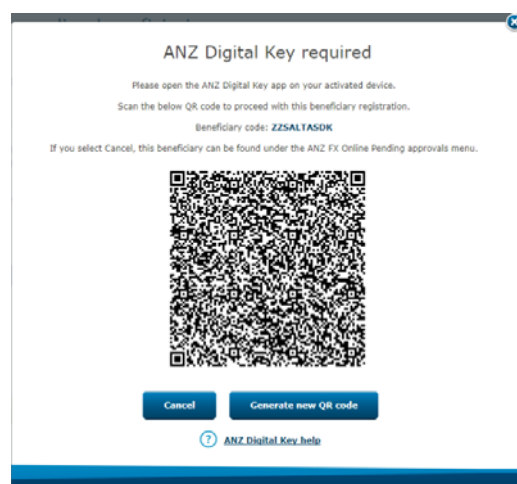 ANZ Digital Key required
Please open the ANZ Digital Key app on your activated device.
Scan the below QR code to proceed with this beneficiary registration.
Beneficiary code: ZZSALTASDK
If you select Cancel, this beneficiary can be found under the ANZ FX Online Pending approvals menu.
Cancel Generate new QR code
? ANZ Digital Key help